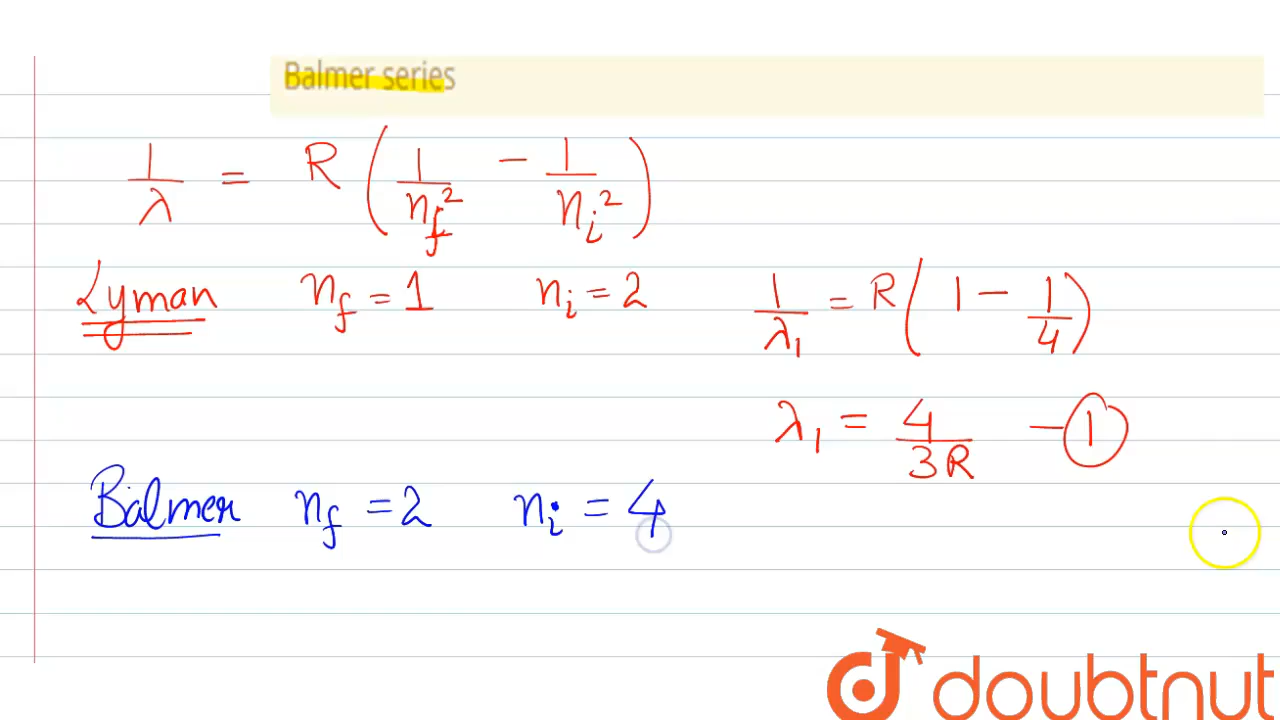 Balmer series
1/λ = R (1/n_f² - 1/n_i²)
Lyman n_f = 1 n_i = 2 1/λ₁ = R (1 - 1/4)
λ₁ = 4/3R - ①
Balmer n_f = 2 n_i = 4
doubtnut